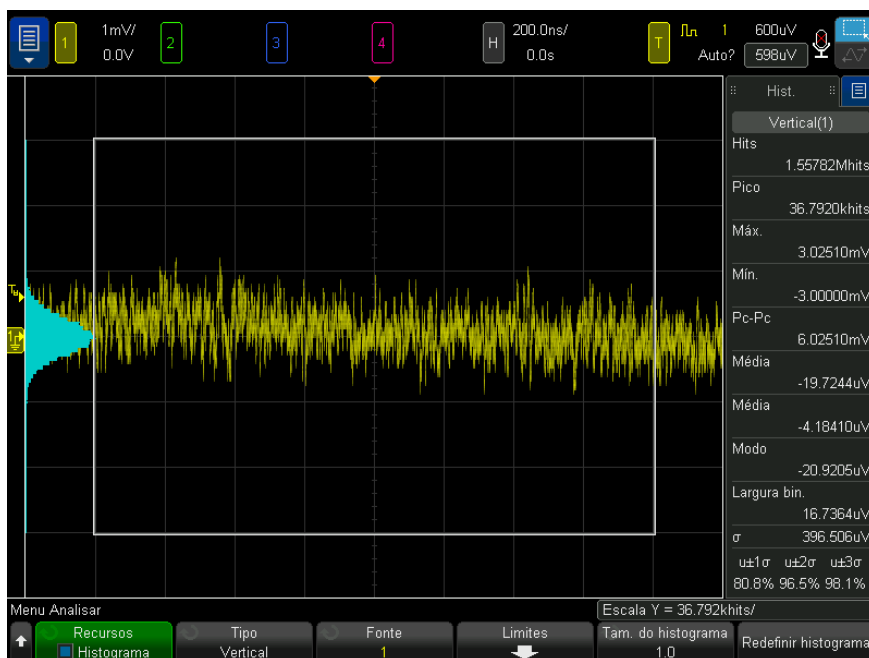 1 1mV/ 2 3 4 H 200.0ns/ T 1 600uV
0.0V 0.0s Auto? 598uV
Hist.
Vertical(1)
Hits
1.55782Mhits
Pico
36.7920khits
Máx.
3.02510mV
Mín.
-3.00000mV
Pc-Pc
6.02510mV
Média
-19.7244uV
Média
-4.18410uV
Modo
-20.9205uV
Largura bin.
16.7364uV
σ 396.506uV
u±1σ u±2σ u±3σ
80.8% 96.5% 98.1%
T
1
Menu Analisar Escala Y = 36.792khits/
Recursos Tipo Fonte Limites Tam. do histograma Redefinir histograma
Histograma Vertical 1 1.0